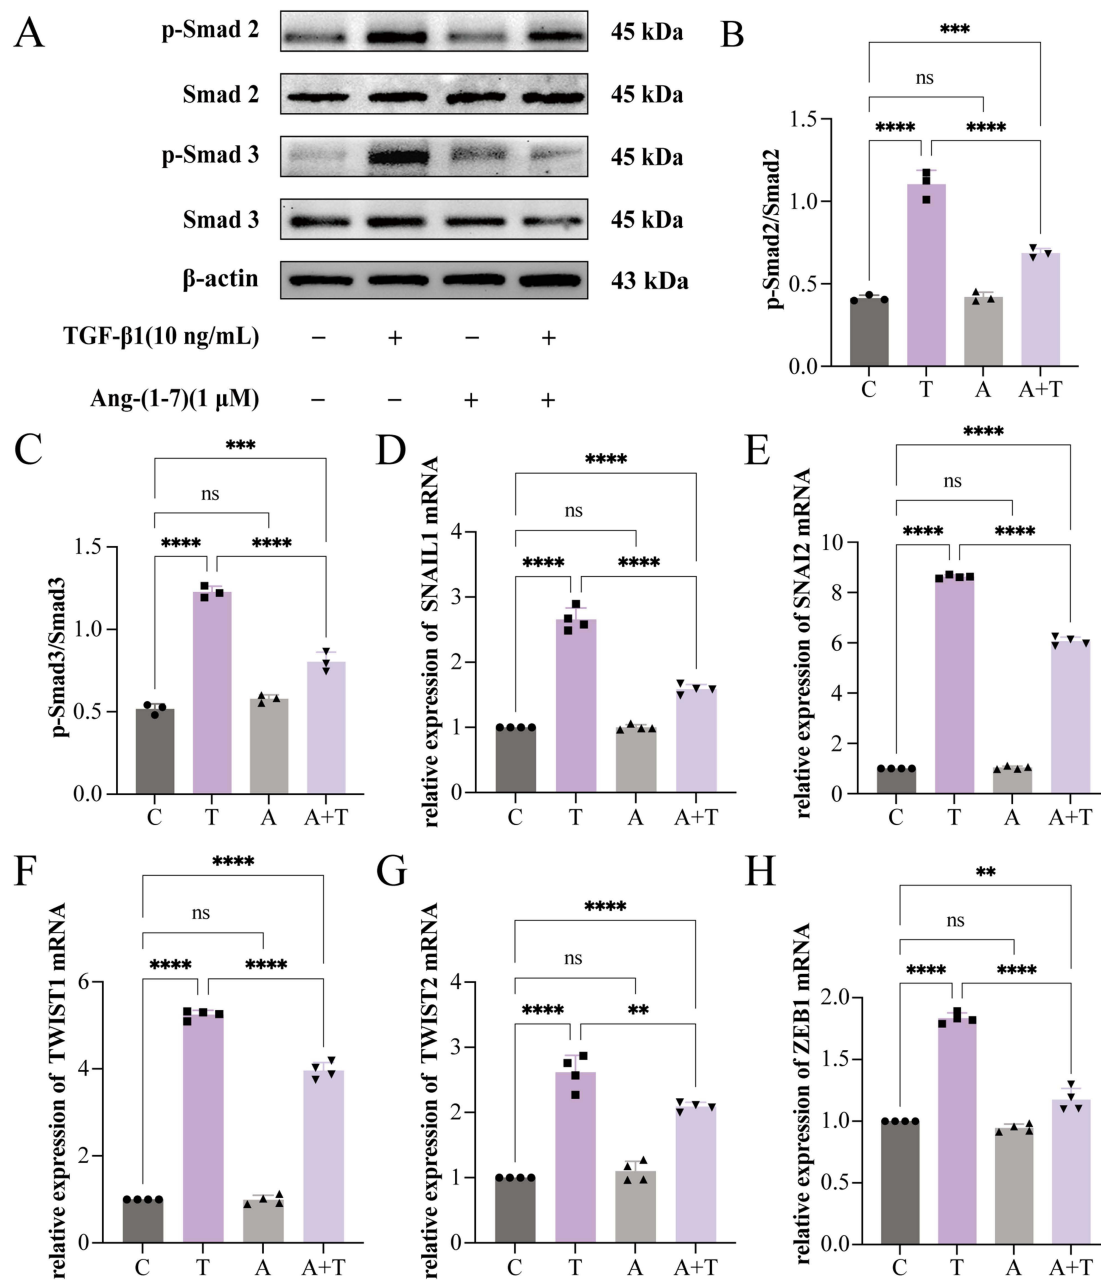 A
p-Smad 2 45 kDa
Smad 2 45 kDa
p-Smad 3 45 kDa
Smad 3 45 kDa
β-actin 43 kDa
TGF-β1(10 ng/mL) − + − +
Ang-(1-7)(1 μM) − − + +
B
***
ns
**** ****
p-Smad2/Smad2
1.5
1.0
0.5
0.0
C T A A+T
C
***
ns
**** ****
p-Smad3/Smad3
1.5
1.0
0.5
0.0
C T A A+T
D
****
ns
**** ****
relative expression of SNAIL1 mRNA
4
3
2
1
0
C T A A+T
E
****
ns
**** ****
relative expression of SNAI2 mRNA
10
8
6
4
2
0
C T A A+T
F
****
ns
**** ****
relative expression of TWIST1 mRNA
6
4
2
0
C T A A+T
G
****
ns
**** **
relative expression of TWIST2 mRNA
4
3
2
1
0
C T A A+T
H
**
ns
**** ****
relative expression of ZEB1 mRNA
2.0
1.5
1.0
0.5
0.0
C T A A+T